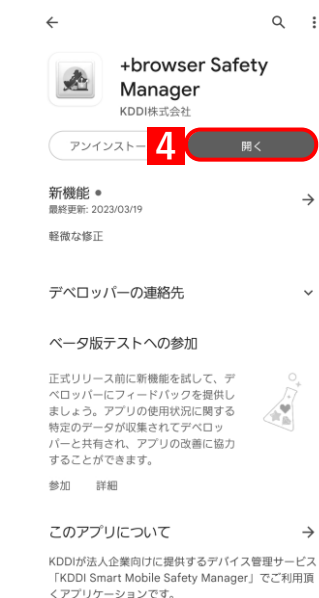 +browser Safety
Manager
KDDI株式会社
アンインストー
4
開く
新機能 •
最終更新: 2023/03/19
軽微な修正
デベロッパーの連絡先
ベータ版テストへの参加
正式リリース前に新機能を試して、デ
ベロッパーにフィードバックを提供し
ましょう。アプリの使用状況に関する
特定のデータが収集されてデベロッ
パーと共有され、アプリの改善に協力
することができます。
参加 詳細
このアプリについて
KDDIが法人企業向けに提供するデバイス管理サービス
「KDDI Smart Mobile Safety Manager」でご利用頂
くアプリケーションです。